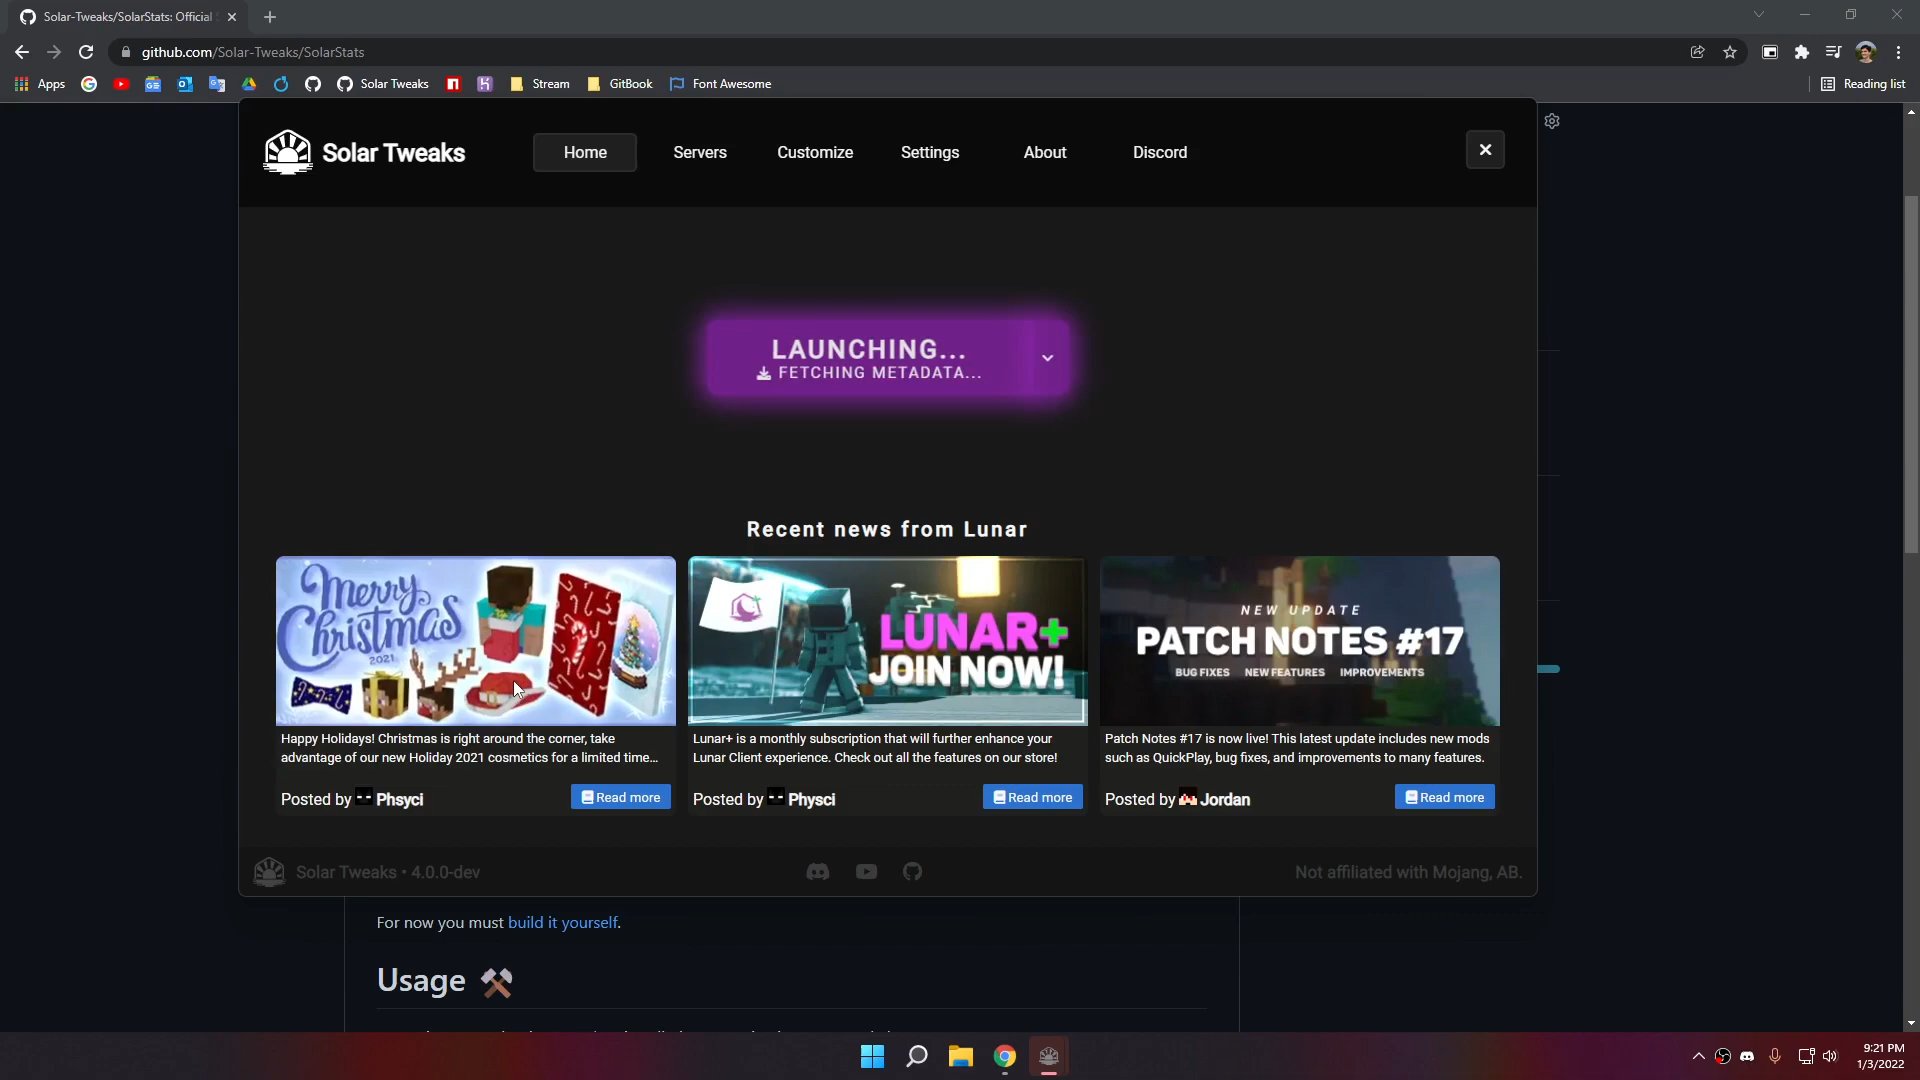 Solar-Tweaks/SolarStats: Official
github.com/Solar-Tweaks/SolarStats
Apps
Solar Tweaks
Stream
GitBook
Font Awesome
Reading list
Solar Tweaks
Home
Servers
Customize
Settings
About
Discord
LAUNCHING...
FETCHING METADATA...
Recent news from Lunar
Merry
Christmas
2021
LUNAR+
JOIN NOW!
NEW UPDATE
PATCH NOTES #17
BUG FIXES NEW FEATURES IMPROVEMENTS
Happy Holidays! Christmas is right around the corner, take
advantage of our new Holiday 2021 cosmetics for a limited time...
Posted by Phsyci
Read more
Lunar+ is a monthly subscription that will further enhance your
Lunar Client experience. Check out all the features on our store!
Posted by Physci
Read more
Patch Notes #17 is now live! This latest update includes new mods
such as QuickPlay, bug fixes, and improvements to many features.
Posted by Jordan
Read more
Solar Tweaks • 4.0.0-dev
Not affiliated with Mojang, AB.
For now you must build it yourself.
Usage
9:21 PM
1/3/2022